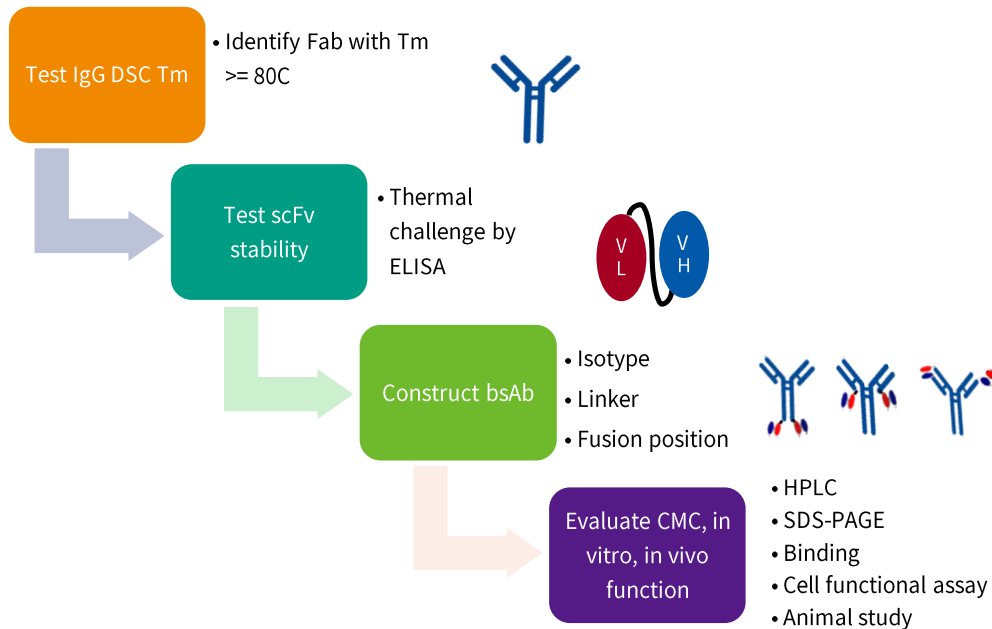 Test IgG DSC Tm
• Identify Fab with Tm
>= 80C
Test scFv
stability
• Thermal
challenge by
ELISA
V
L
V
H
Construct bsAb
• Isotype
• Linker
• Fusion position
Evaluate CMC, in
vitro, in vivo
function
• HPLC
• SDS-PAGE
• Binding
• Cell functional assay
• Animal study